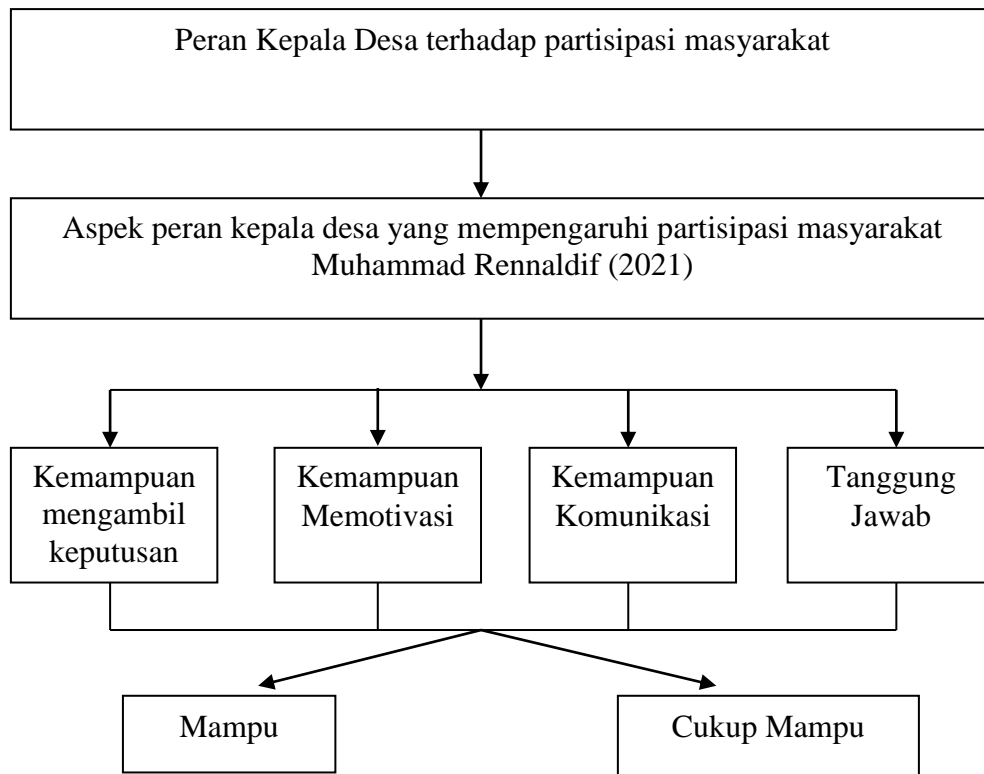 Peran Kepala Desa terhadap partisipasi masyarakat
Aspek peran kepala desa yang mempengaruhi partisipasi masyarakat
Muhammad Rennaldif (2021)
Kemampuan
mengambil
keputusan
Kemampuan
Memotivasi
Kemampuan
Komunikasi
Tanggung
Jawab
Mampu
Cukup Mampu